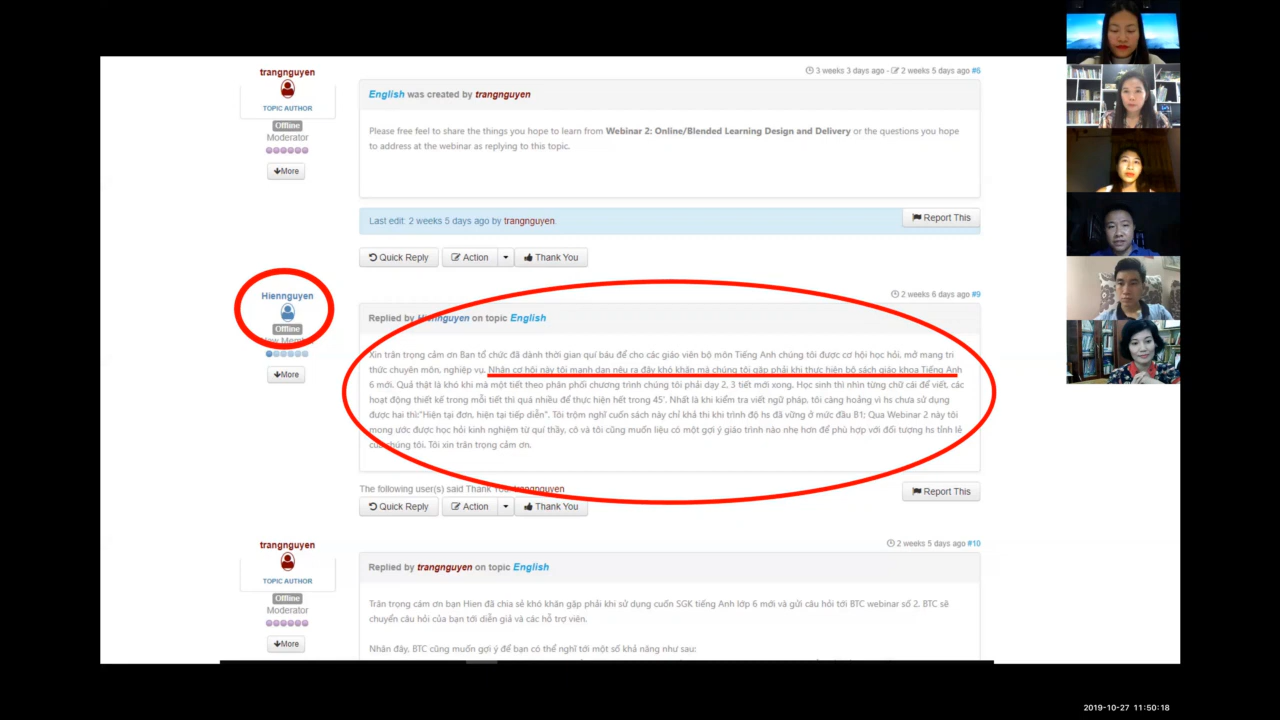 trangnguyen
TOPIC AUTHOR
Offline
Moderator
More
3 weeks 3 days ago - 2 weeks 5 days ago #6
English was created by trangnguyen
Please free feel to share the things you hope to learn from Webinar 2: Online/Blended Learning Design and Delivery or the questions you hope
to address at the webinar as replying to this topic.
Last edit: 2 weeks 5 days ago by trangnguyen.
Report This
Quick Reply Action Thank You
Hiennguyen
Offline
New Member
More
2 weeks 6 days ago #9
Replied by Hiennguyen on topic English
Xin trân trọng cảm ơn Ban tổ chức đã dành thời gian quí báu để cho các giáo viên bộ môn Tiếng Anh chúng tôi được cơ hội học hỏi, mở mang tri
thức chuyên môn, nghiệp vụ. Nhân cơ hội này tôi mạnh dạn nêu ra đây khó khăn mà chúng tôi gặp phải khi thực hiện bộ sách giáo khoa Tiếng Anh
6 mới. Quả thật là khó khi mà một tiết theo phân phối chương trình chúng tôi phải dạy 2, 3 tiết mới xong. Học sinh thì nhìn từng chữ cái để viết, các
hoạt động thiết kế trong mỗi tiết thì quá nhiều để thực hiện hết trong 45'. Nhất là khi kiểm tra viết ngữ pháp, tôi càng hoảng vì hs chưa sử dụng
được hai thì:"Hiện tại đơn, hiện tại tiếp diễn". Tôi trộm nghĩ cuốn sách này chỉ khả thi khi trình độ hs đã vững ở mức đầu B1; Qua Webinar 2 này tôi
mong ước được học hỏi kinh nghiệm từ quí thầy, cô và tôi cũng muốn liệu có một gợi ý giáo trình nào nhẹ hơn để phù hợp với đối tượng hs tỉnh lẻ
của chúng tôi. Tôi xin trân trọng cảm ơn.
The following user(s) said Thank You: trangnguyen
Report This
Quick Reply Action Thank You
trangnguyen
TOPIC AUTHOR
Offline
Moderator
More
2 weeks 5 days ago #10
Replied by trangnguyen on topic English
Trân trọng cảm ơn bạn Hien đã chia sẻ khó khăn gặp phải khi sử dụng cuốn SGK tiếng Anh lớp 6 mới và gửi câu hỏi tới BTC webinar số 2. BTC sẽ
chuyển câu hỏi của bạn tới diễn giả và các hỗ trợ viên.
Nhân đây, BTC cũng muốn gợi ý để bạn có thể nghĩ tới một số khả năng như sau:
2019-10-27 11:50:18